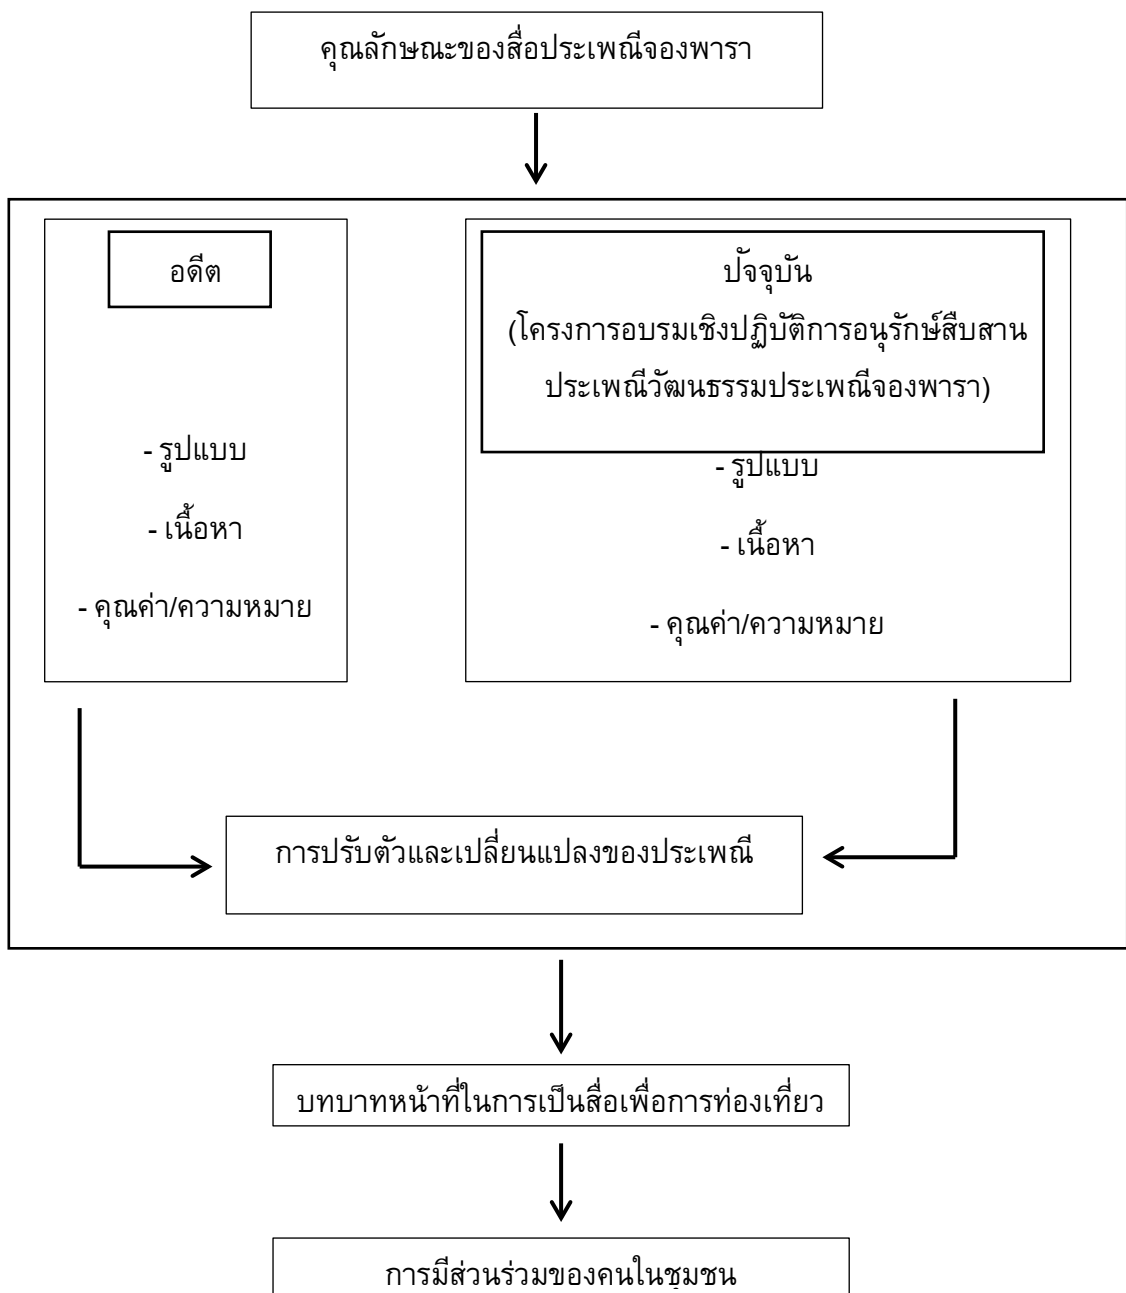 คุณลักษณะของสื่อประเพณีจองพารา
อดีต
- รูปแบบ
- เนื้อหา
- คุณค่า/ความหมาย
ปัจจุบัน
(โครงการอบรมเชิงปฏิบัติการอนุรักษ์สืบสาน
ประเพณีวัฒนธรรมประเพณีจองพารา)
- รูปแบบ
- เนื้อหา
- คุณค่า/ความหมาย
การปรับตัวและเปลี่ยนแปลงของประเพณี
บทบาทหน้าที่ในการเป็นสื่อเพื่อการท่องเที่ยว
การมีส่วนร่วมของคนในชุมชน